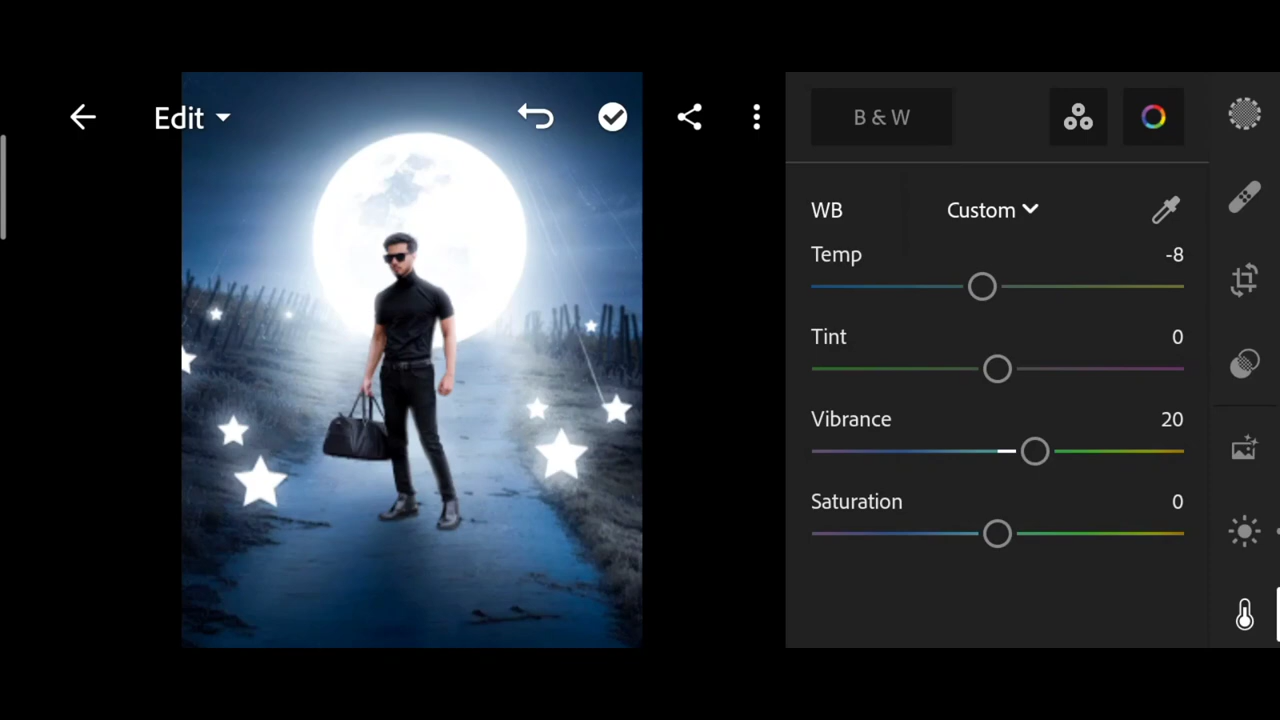 Edit
B & W
WB Custom
Temp -8
Tint 0
Vibrance 20
Saturation 0